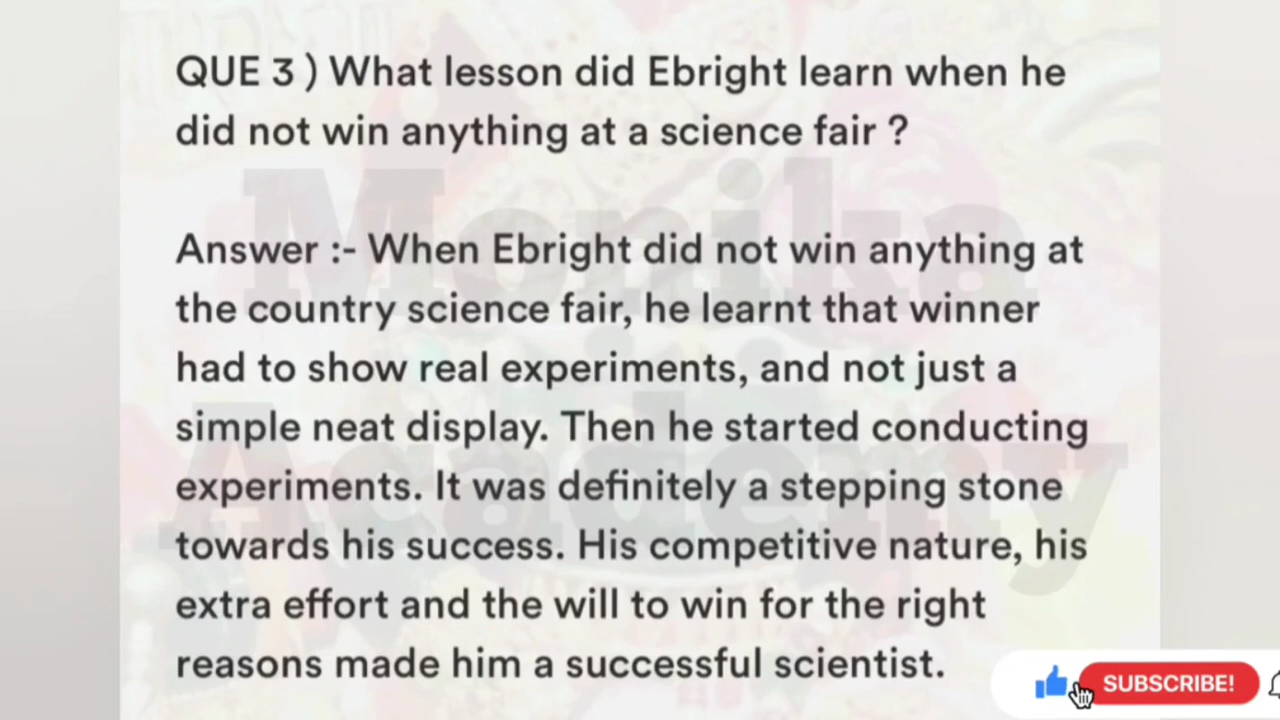 QUE 3 ) What lesson did Ebright learn when he
did not win anything at a science fair ?
Answer :- When Ebright did not win anything at
the country science fair, he learnt that winner
had to show real experiments, and not just a
simple neat display. Then he started conducting
experiments. It was definitely a stepping stone
towards his success. His competitive nature, his
extra effort and the will to win for the right
reasons made him a successful scientist.
Monika
Academy
SUBSCRIBE!